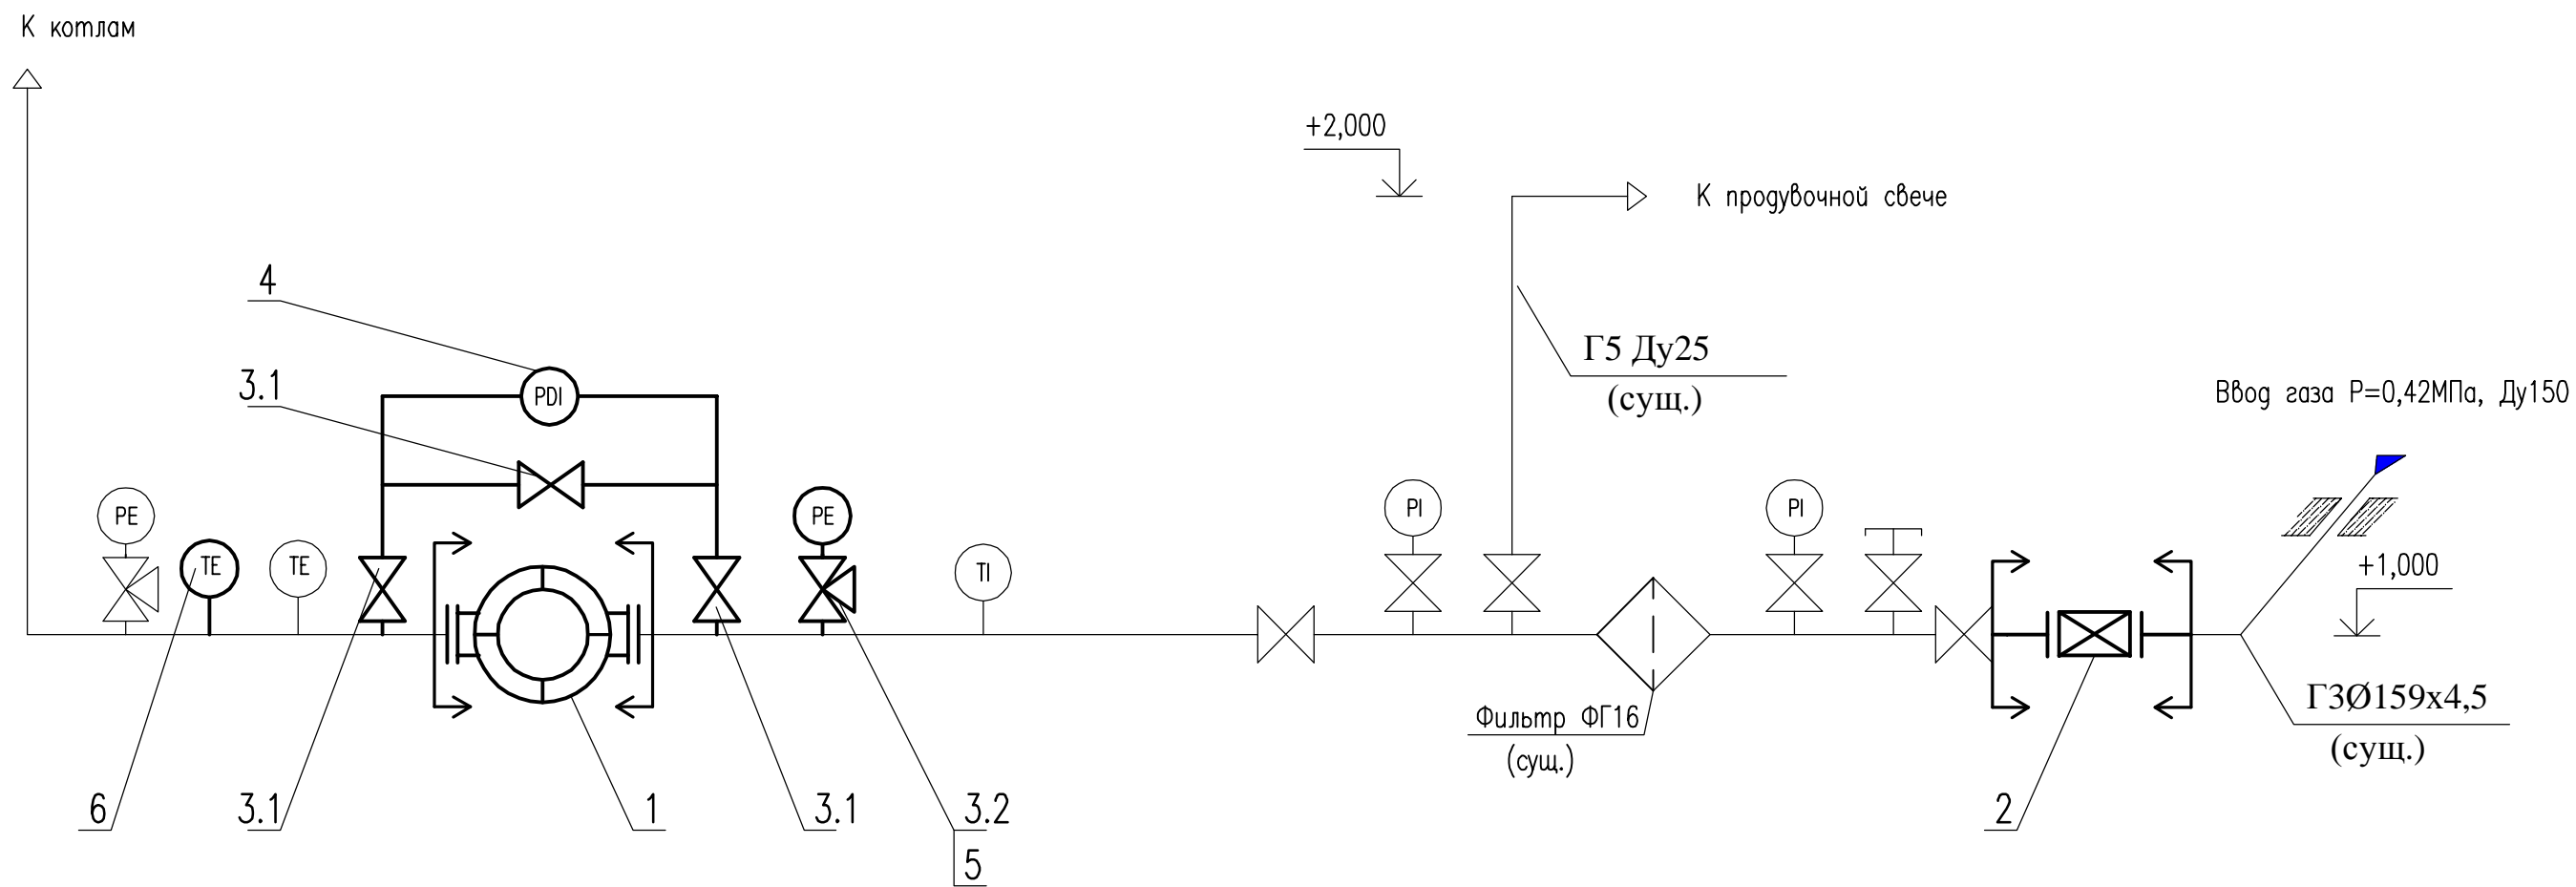 К котлам
+2,000
К продувочной свече
4
Г5 Ду25
(сущ.)
3.1
PDI
Ввод газа Р=0,42МПа, Ду150
PE
TE
TE
PE
TI
PI
PI
+1,000
Г3Ø159х4,5
(сущ.)
Фильтр ФГ16
(сущ.)
6
3.1
1
3.1
3.2
5
2